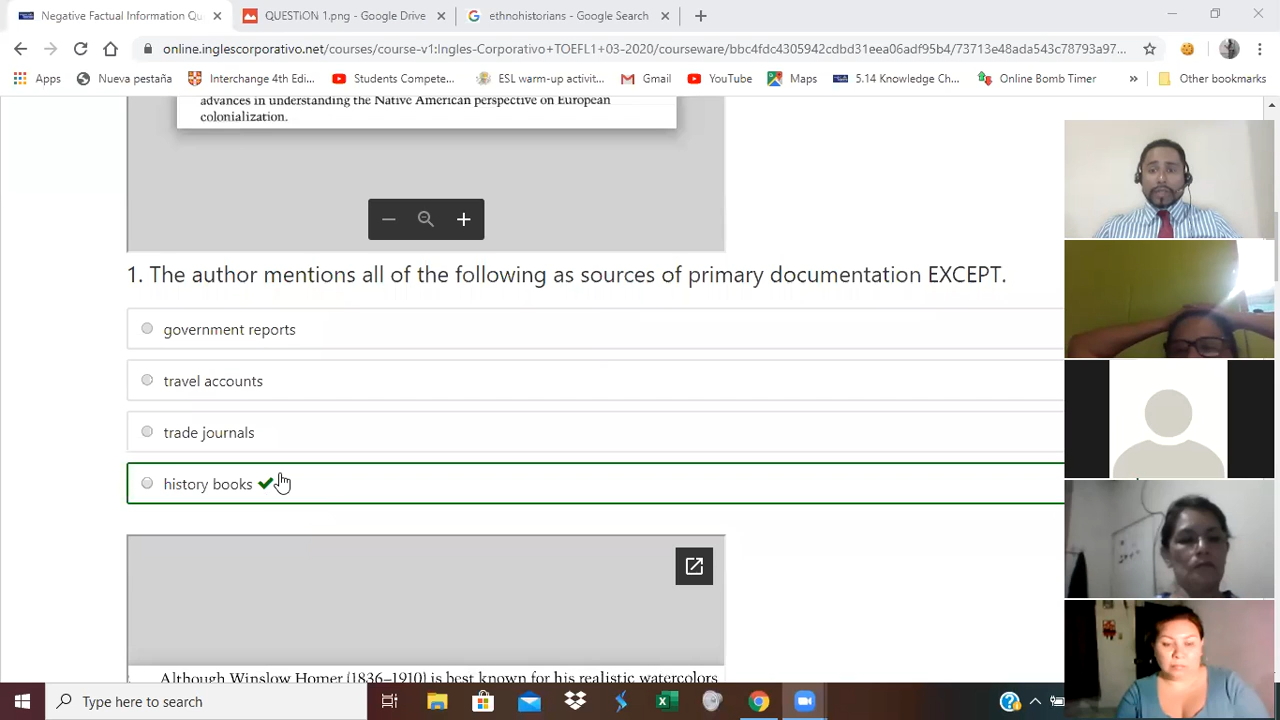 Negative Factual Information Qu
QUESTION 1.png - Google Drive
ethnohistorians - Google Search
online.inglescorporativo.net/courses/course-v1:Ingles-Corporativo+TOEFL1+03-2020/courseware/bbc4fdc4305942cdbd31eea06adf95b4/73713e48ada543c78793a97...
Apps
Nueva pestaña
Interchange 4th Edi...
Students Compete...
ESL warm-up activit...
Gmail
YouTube
Maps
5.14 Knowledge Ch...
Online Bomb Timer
»
Other bookmarks
advances in understanding the Native American perspective on European
colonialization.
1. The author mentions all of the following as sources of primary documentation EXCEPT.
government reports
travel accounts
trade journals
history books
Although Winslow Homer (1836–1910) is best known for his realistic watercolors
Type here to search